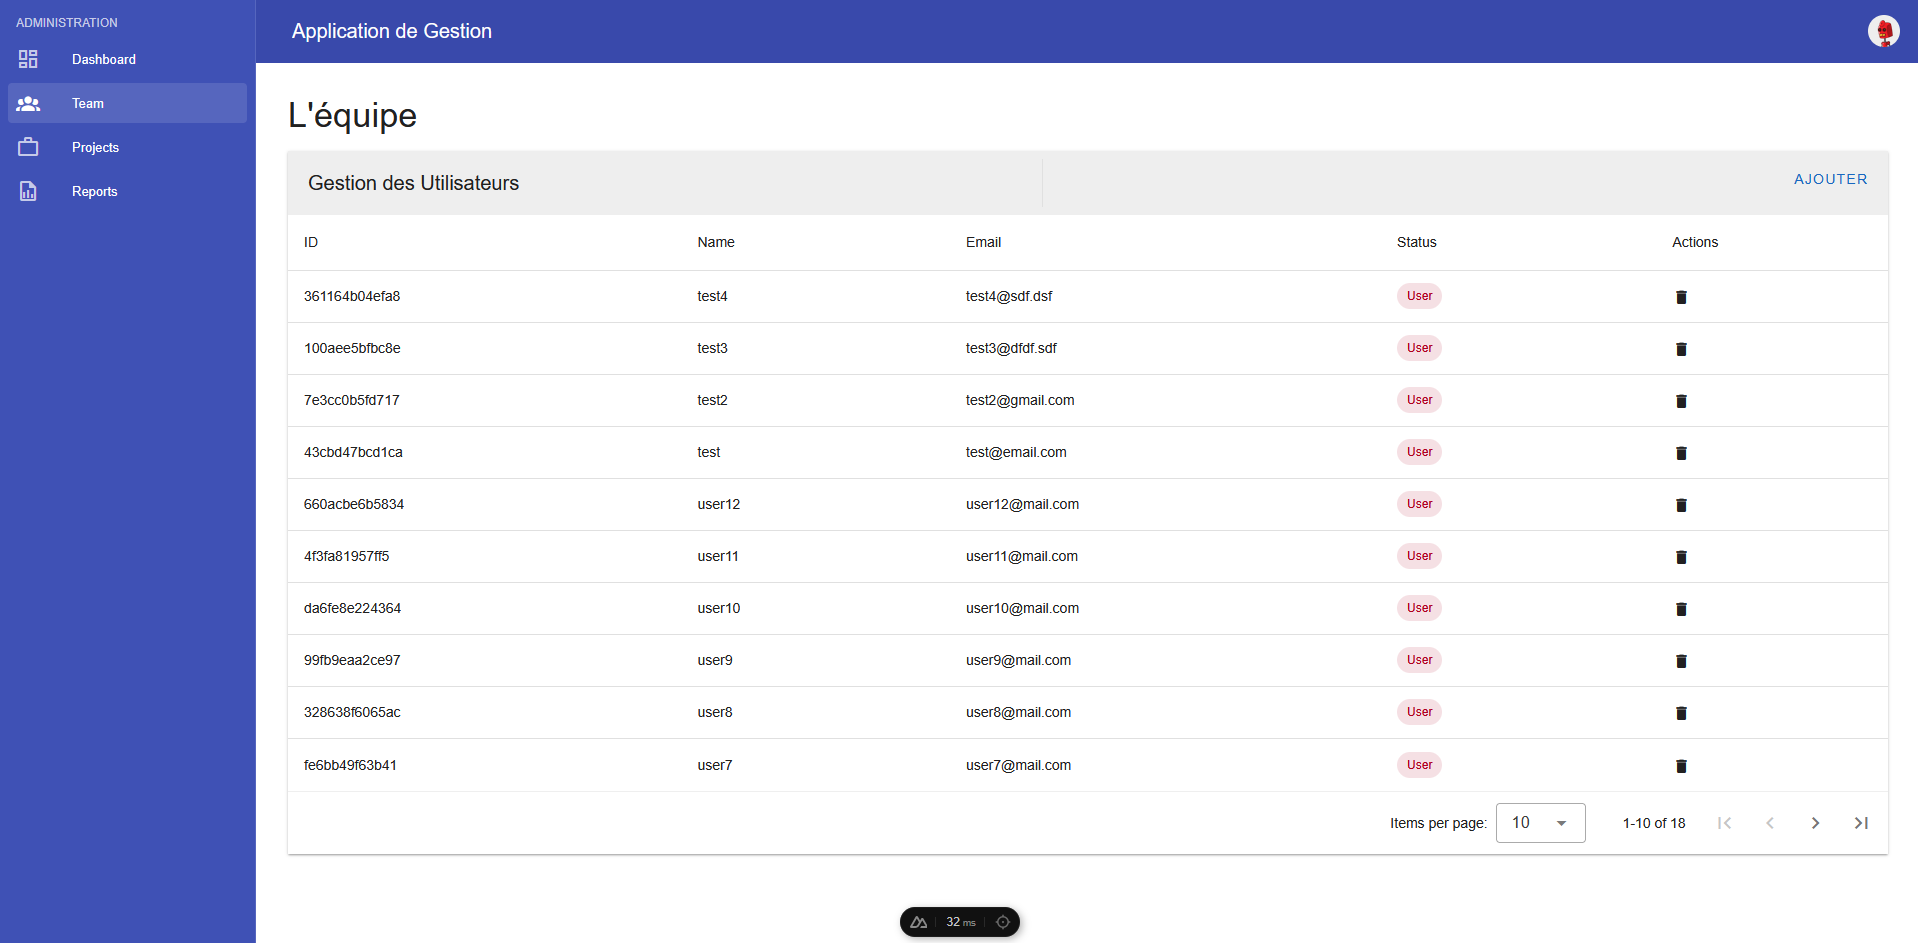 ADMINISTRATION
Dashboard
Team
Projects
Reports
Application de Gestion
L'équipe
Gestion des Utilisateurs
AJOUTER
ID Name Email Status Actions
361164b04efa8 test4 test4@sdf.dsf User
100aee5bfbc8e test3 test3@dfdf.sdf User
7e3cc0b5fd717 test2 test2@gmail.com User
43cbd47bcd1ca test test@email.com User
660acbe6b5834 user12 user12@mail.com User
4f3fa81957ff5 user11 user11@mail.com User
da6fe8e224364 user10 user10@mail.com User
99fb9eaa2ce97 user9 user9@mail.com User
328638f6065ac user8 user8@mail.com User
fe6bb49f63b41 user7 user7@mail.com User
Items per page: 10 1-10 of 18
32 ms